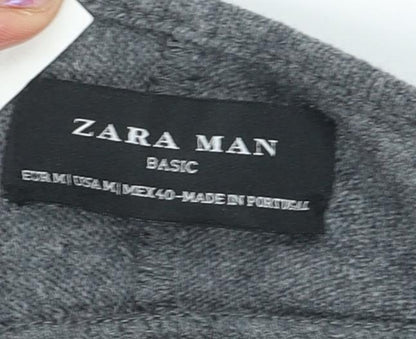 ZARA MAN
BASIC
EUR M| USA M| MEX 40-MADE IN PORTUGAL